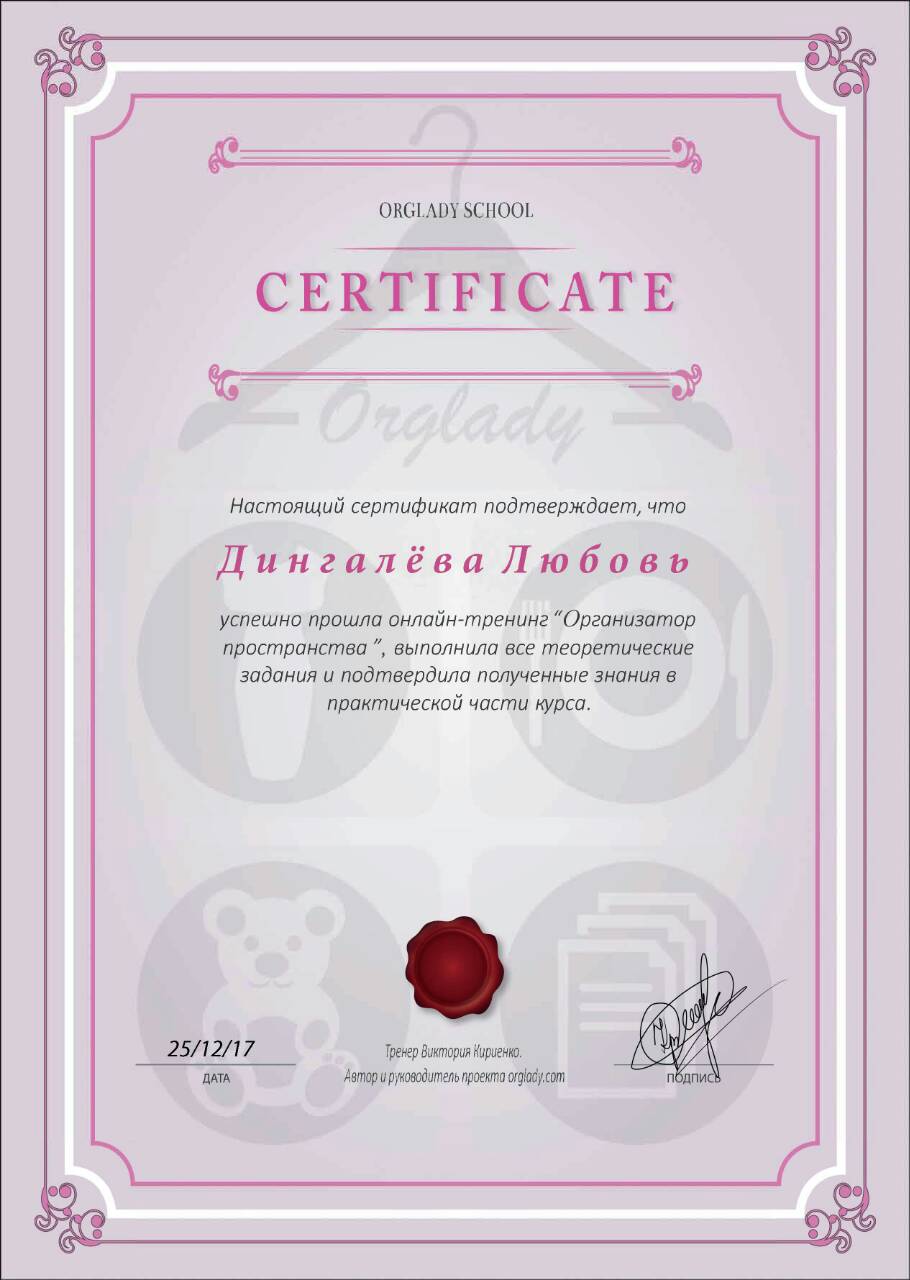 ORGLADY SCHOOL
CERTIFICATE
Orglady
Настоящий сертификат подтверждает, что
Дингалёва Любовь
успешно прошла онлайн-тренинг “Организатор
пространства”, выполнила все теоретические
задания и подтвердила полученные знания в
практической части курса.
25/12/17
ДАТА
Тренер Виктория Кириенко.
Автор и руководитель проекта orglady.com
ПОДПИСЬ